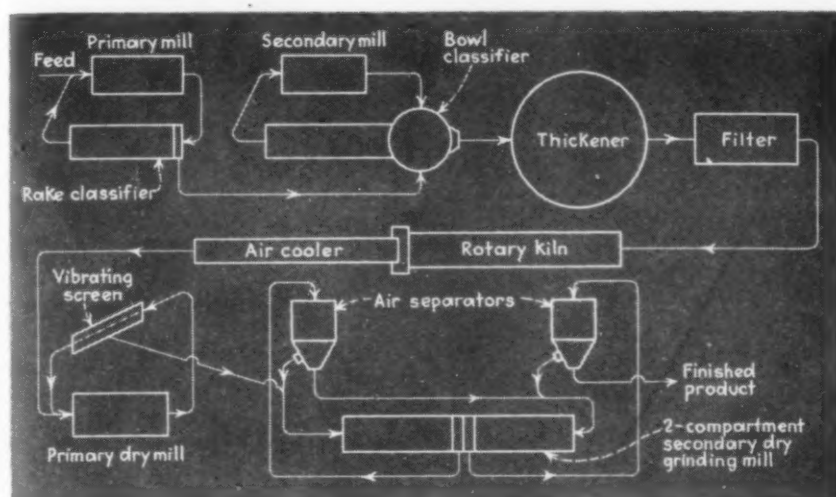 Primary mill
Secondary mill
Bowl
classifier
Feed
Thickener
Filter
Rake classifier
Air cooler
Rotary kiln
Vibrating
screen
Air separators
Finished
product
Primary dry mill
2-compartment
secondary dry
grinding mill